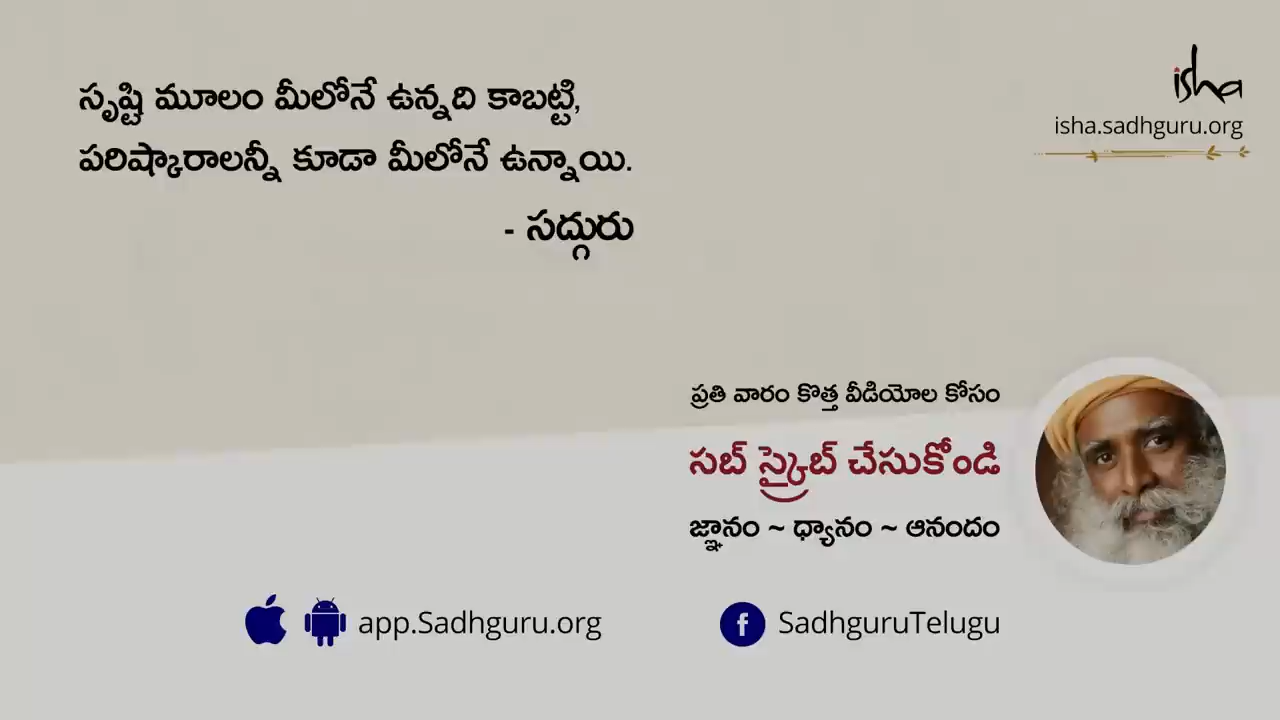 సృష్టి మూలం మీలోనే ఉన్నది కాబట్టి,
పరిష్కారాలన్నీ కూడా మీలోనే ఉన్నాయి.
- సద్గురు
isha
isha.sadhguru.org
ప్రతి వారం కొత్త వీడియోల కోసం
సబ్ స్క్రైబ్ చేసుకోండి
జ్ఞానం ~ ధ్యానం ~ ఆనందం
app.Sadhguru.org
f SadhguruTelugu